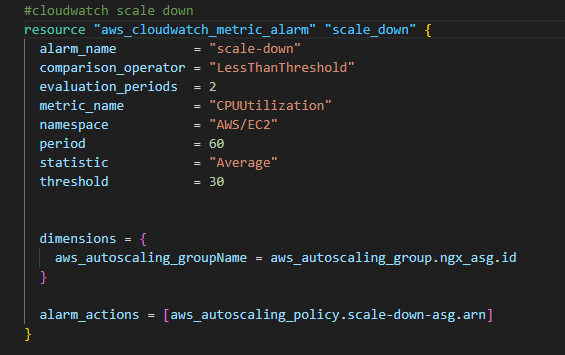 #cloudwatch scale down
resource "aws_cloudwatch_metric_alarm" "scale_down" {
  alarm_name          = "scale-down"
  comparison_operator = "LessThanThreshold"
  evaluation_periods  = 2
  metric_name         = "CPUUtilization"
  namespace           = "AWS/EC2"
  period              = 60
  statistic           = "Average"
  threshold           = 30
  dimensions = {
    aws_autoscaling_groupName = aws_autoscaling_group.ngx_asg.id
  }
  alarm_actions = [aws_autoscaling_policy.scale-down-asg.arn]
}